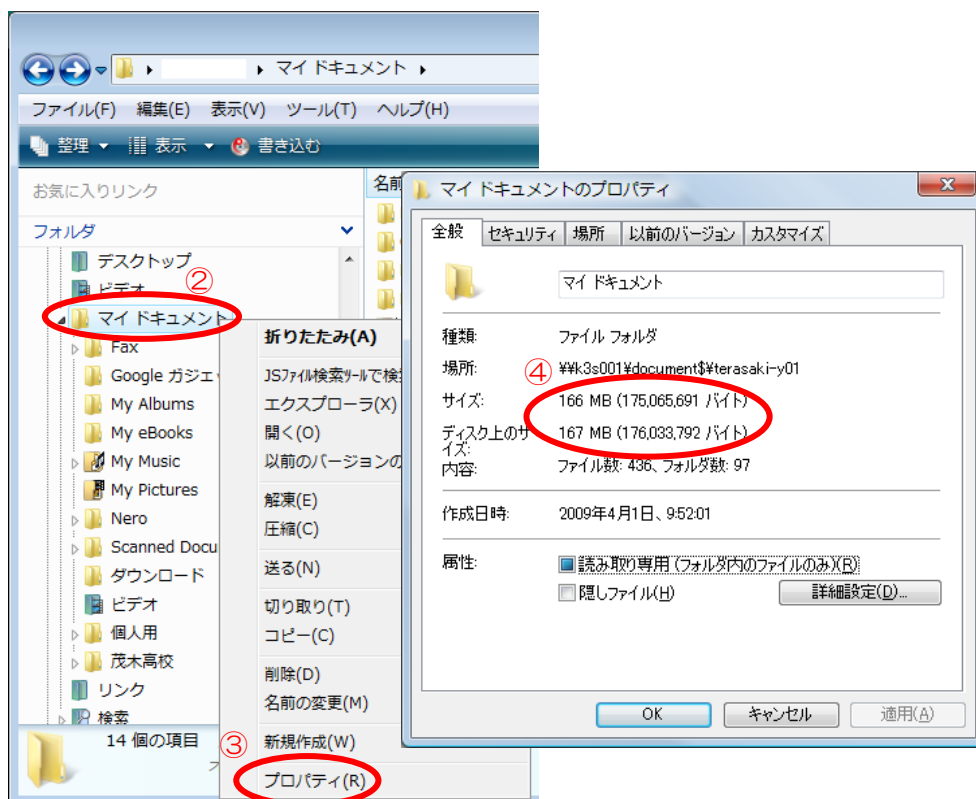 マイ ドキュメント
ファイル(F) 編集(E) 表示(V) ツール(T) ヘルプ(H)
整理 表示 書き込む
お気に入りリンク
名前
フォルダ
デスクトップ
②
ビデオ
マイ ドキュメント
Fax
Google ガジェ
My Albums
My eBooks
My Music
My Pictures
Nero
Scanned Docu
ダウンロード
ビデオ
個人用
茂木高校
リンク
検索
14 個の項目
折りたたみ(A)
JSファイル検索ツールで検
エクスプローラ(X)
開く(O)
以前のバージョンの
解凍(E)
圧縮(C)
送る(N)
切り取り(T)
コピー(C)
削除(D)
名前の変更(M)
③
新規作成(W)
プロパティ(R)
マイ ドキュメントのプロパティ
全般 セキュリティ 場所 以前のバージョン カスタマイズ
マイ ドキュメント
種類: ファイル フォルダ
場所: ¥¥k3s001¥document$¥terasaki-y01
④
サイズ: 166 MB (175,065,691 バイト)
ディスク上のサイズ: 167 MB (176,033,792 バイト)
内容: ファイル数: 436、フォルダ数: 97
作成日時: 2009年4月1日、9:52:01
属性: 読み取り専用 (フォルダ内のファイルのみ)(R)
隠しファイル(H) 詳細設定(D)...
OK キャンセル 適用(A)